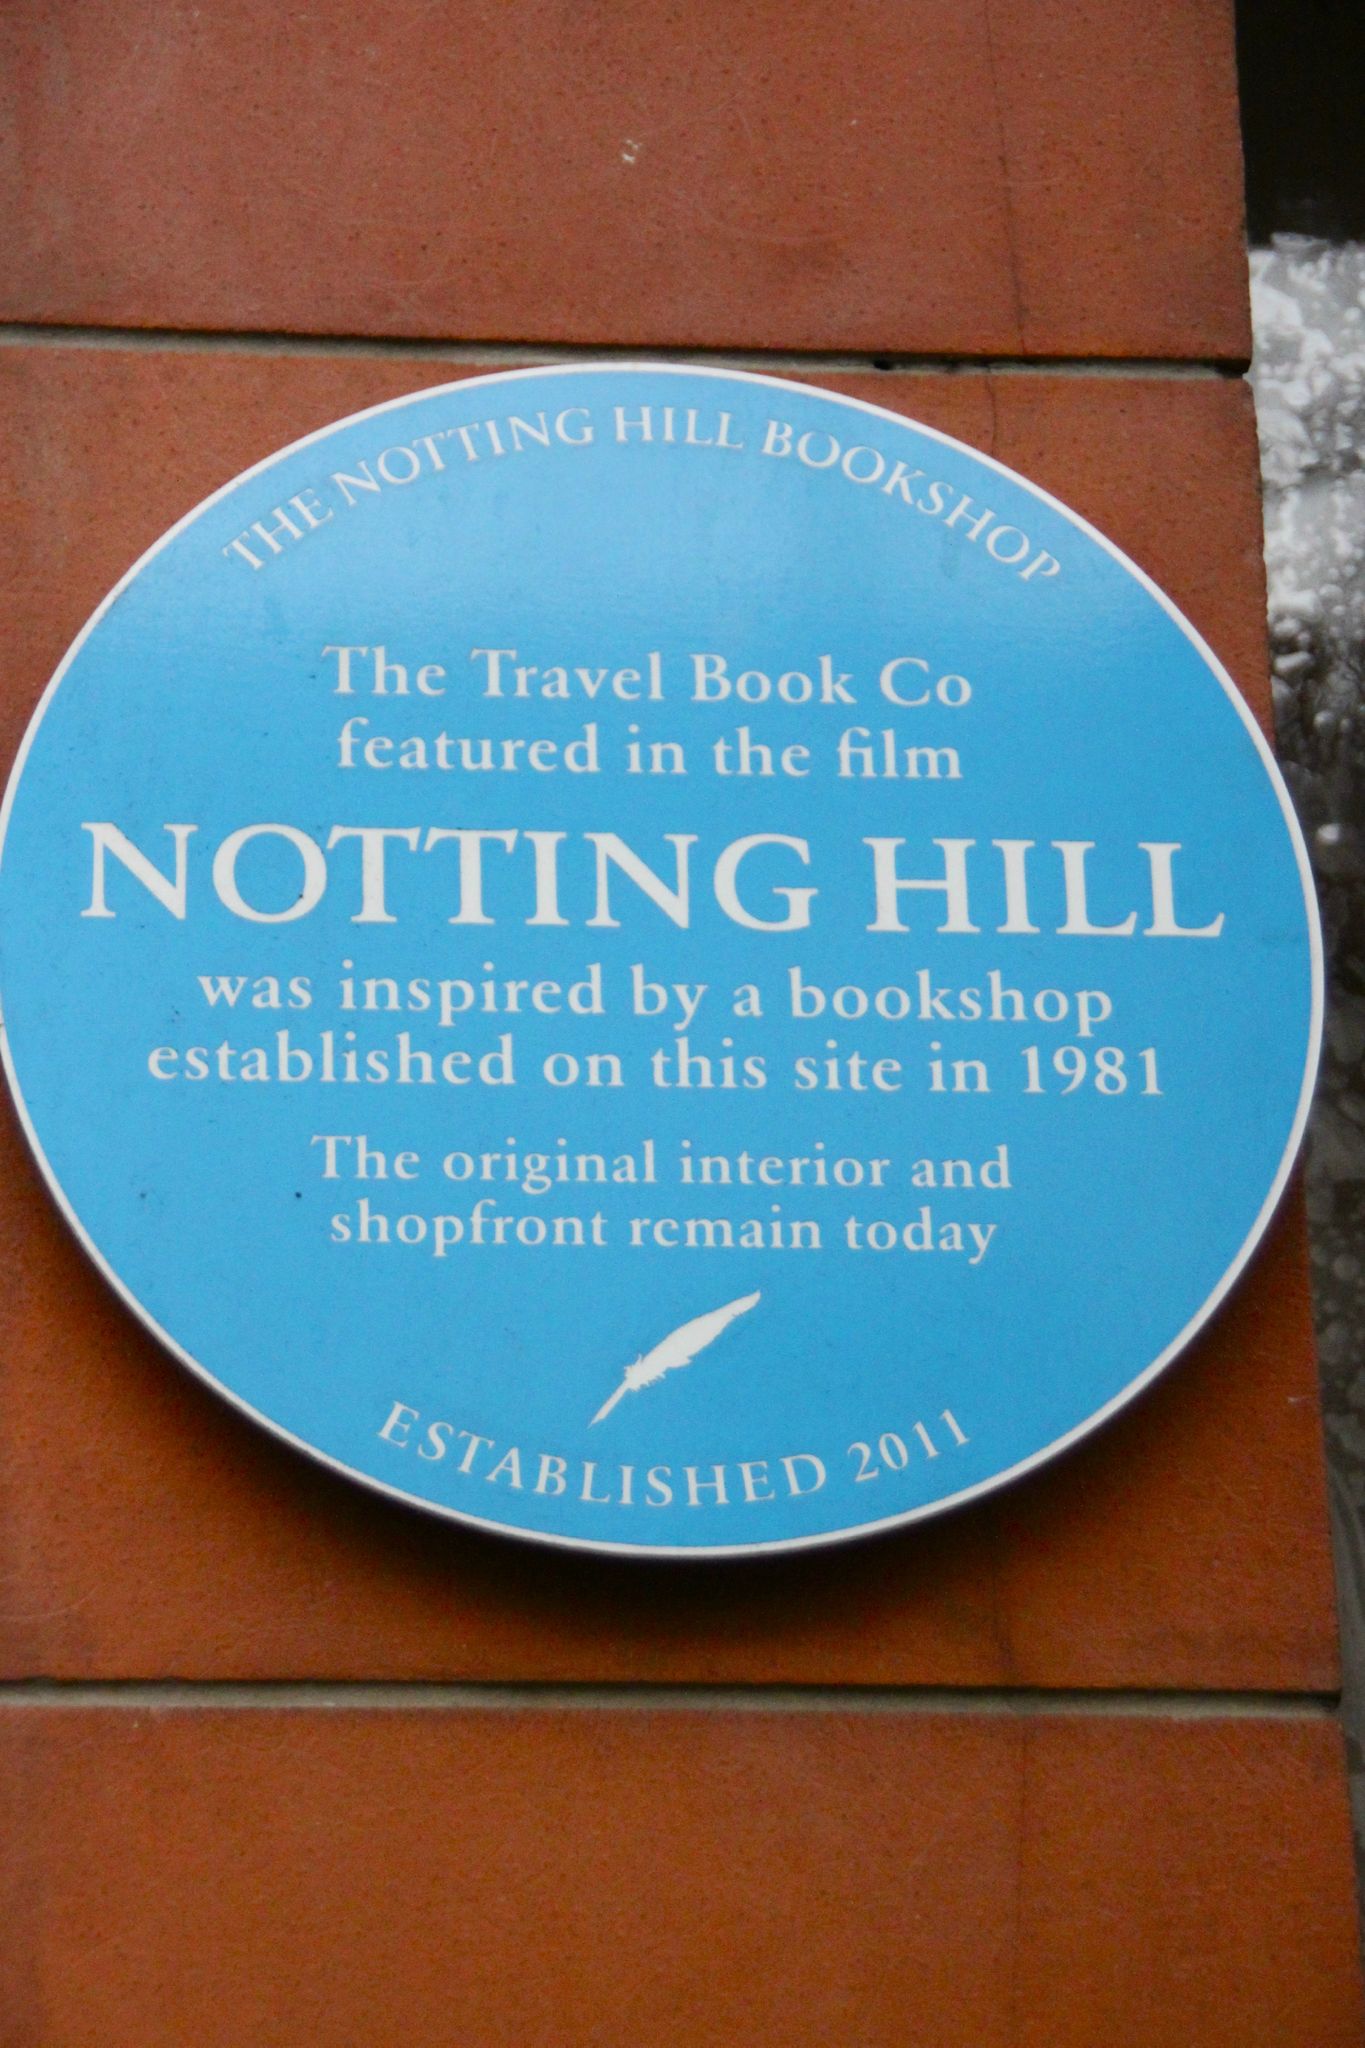 THE NOTTING HILL BOOKSHOP
The Travel Book Co
featured in the film
NOTTING HILL
was inspired by a bookshop
established on this site in 1981
The original interior and
shopfront remain today
ESTABLISHED 2011